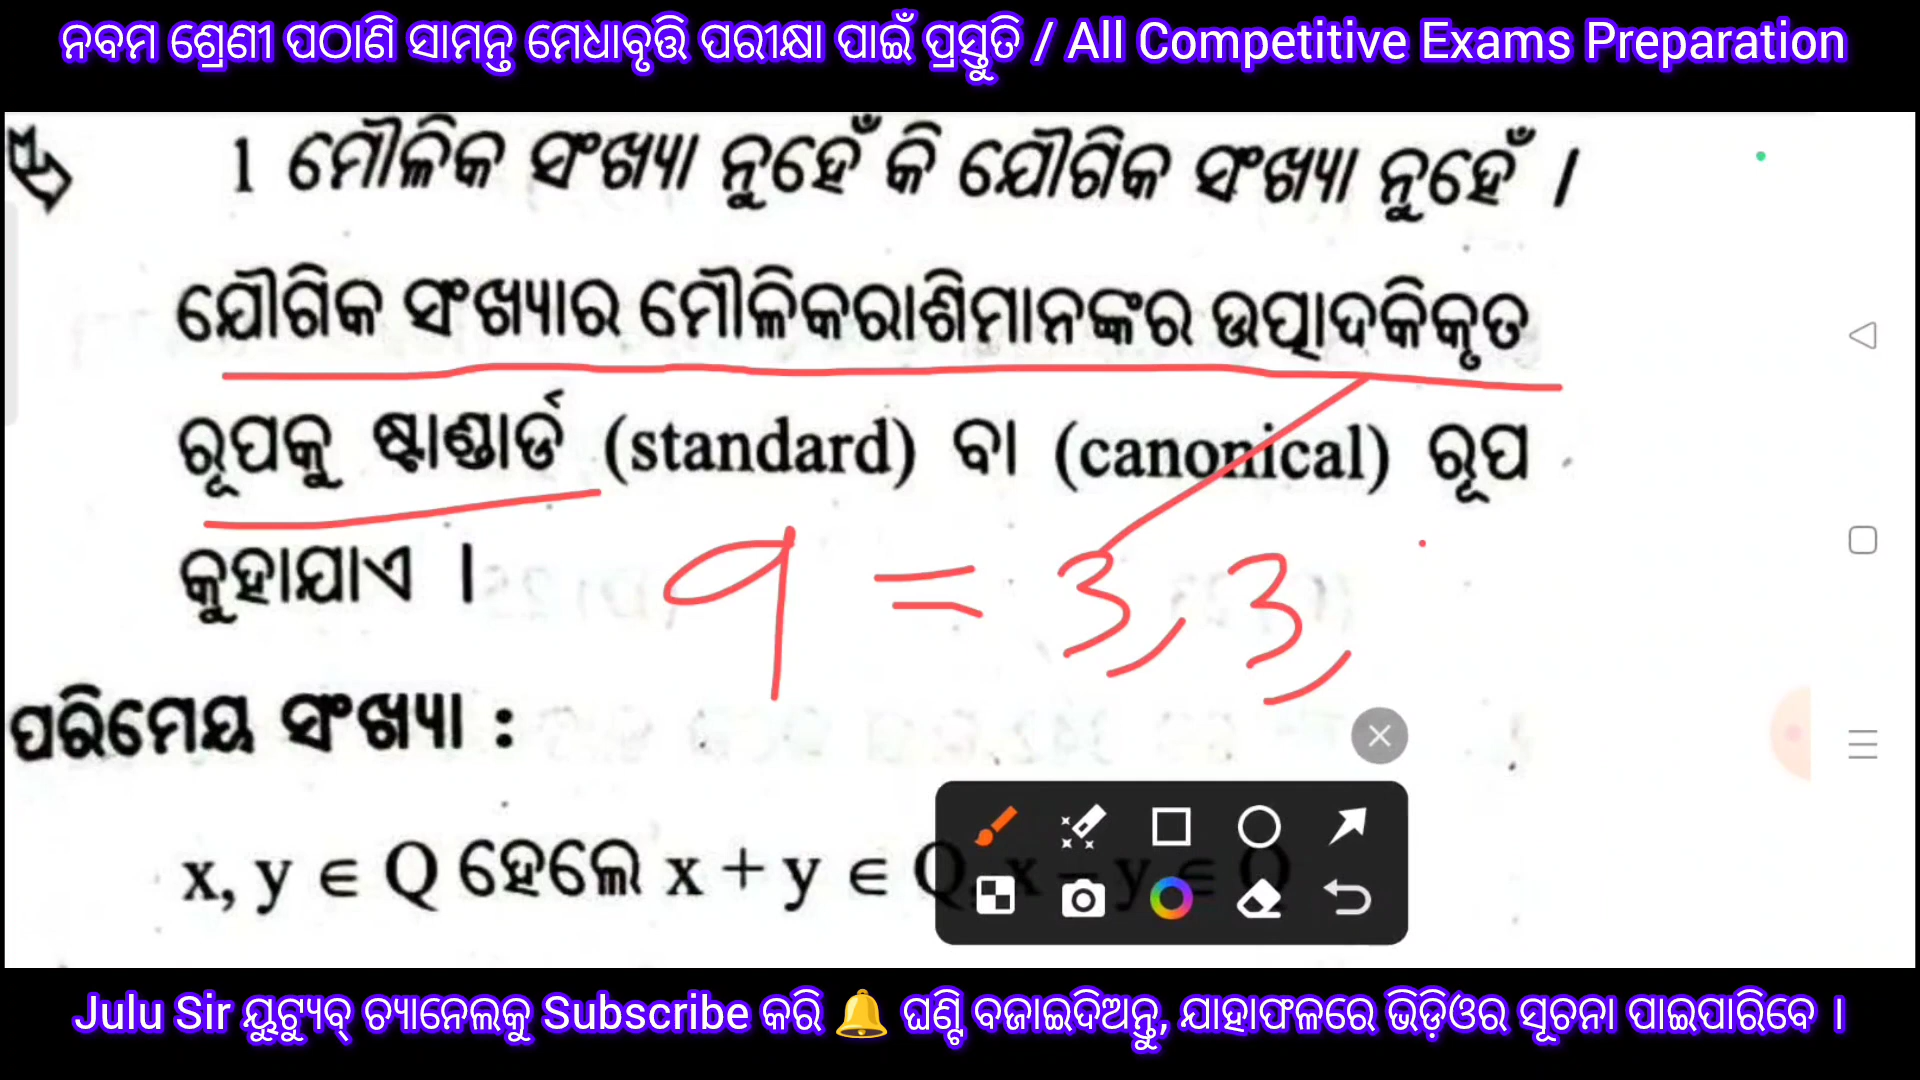 ନବମ ଶ୍ରେଣୀ ପଠାଣି ସାମନ୍ତ ମେଧାବୃତ୍ତି ପରୀକ୍ଷା ପାଇଁ ପ୍ରସ୍ତୁତି / All Competitive Exams Preparation
1 ମୌଳିକ ସଂଖ୍ୟା ନୁହେଁ କି ଯୌଗିକ ସଂଖ୍ୟା ନୁହେଁ ।
ଯୌଗିକ ସଂଖ୍ୟାର ମୌଳିକରାଶିମାନଙ୍କର ଉତ୍ପାଦକିକୃତ
ରୂପକୁ ଷ୍ଟାଣ୍ଡାର୍ଡ (standard) ବା (canonical) ରୂପ
କୁହାଯାଏ ।
9 = 3, 3,
ପରିମେୟ ସଂଖ୍ୟା :
x, y ∈ Q ହେଲେ x + y ∈ Q, x – y ∈ Q
Julu Sir ୟୁଟ୍ୟୁବ୍ ଚ୍ୟାନେଲକୁ Subscribe କରି 🔔 ଘଣ୍ଟି ବଜାଇଦିଅନ୍ତୁ, ଯାହାଫଳରେ ଭିଡ଼ିଓର ସୂଚନା ପାଇପାରିବେ ।